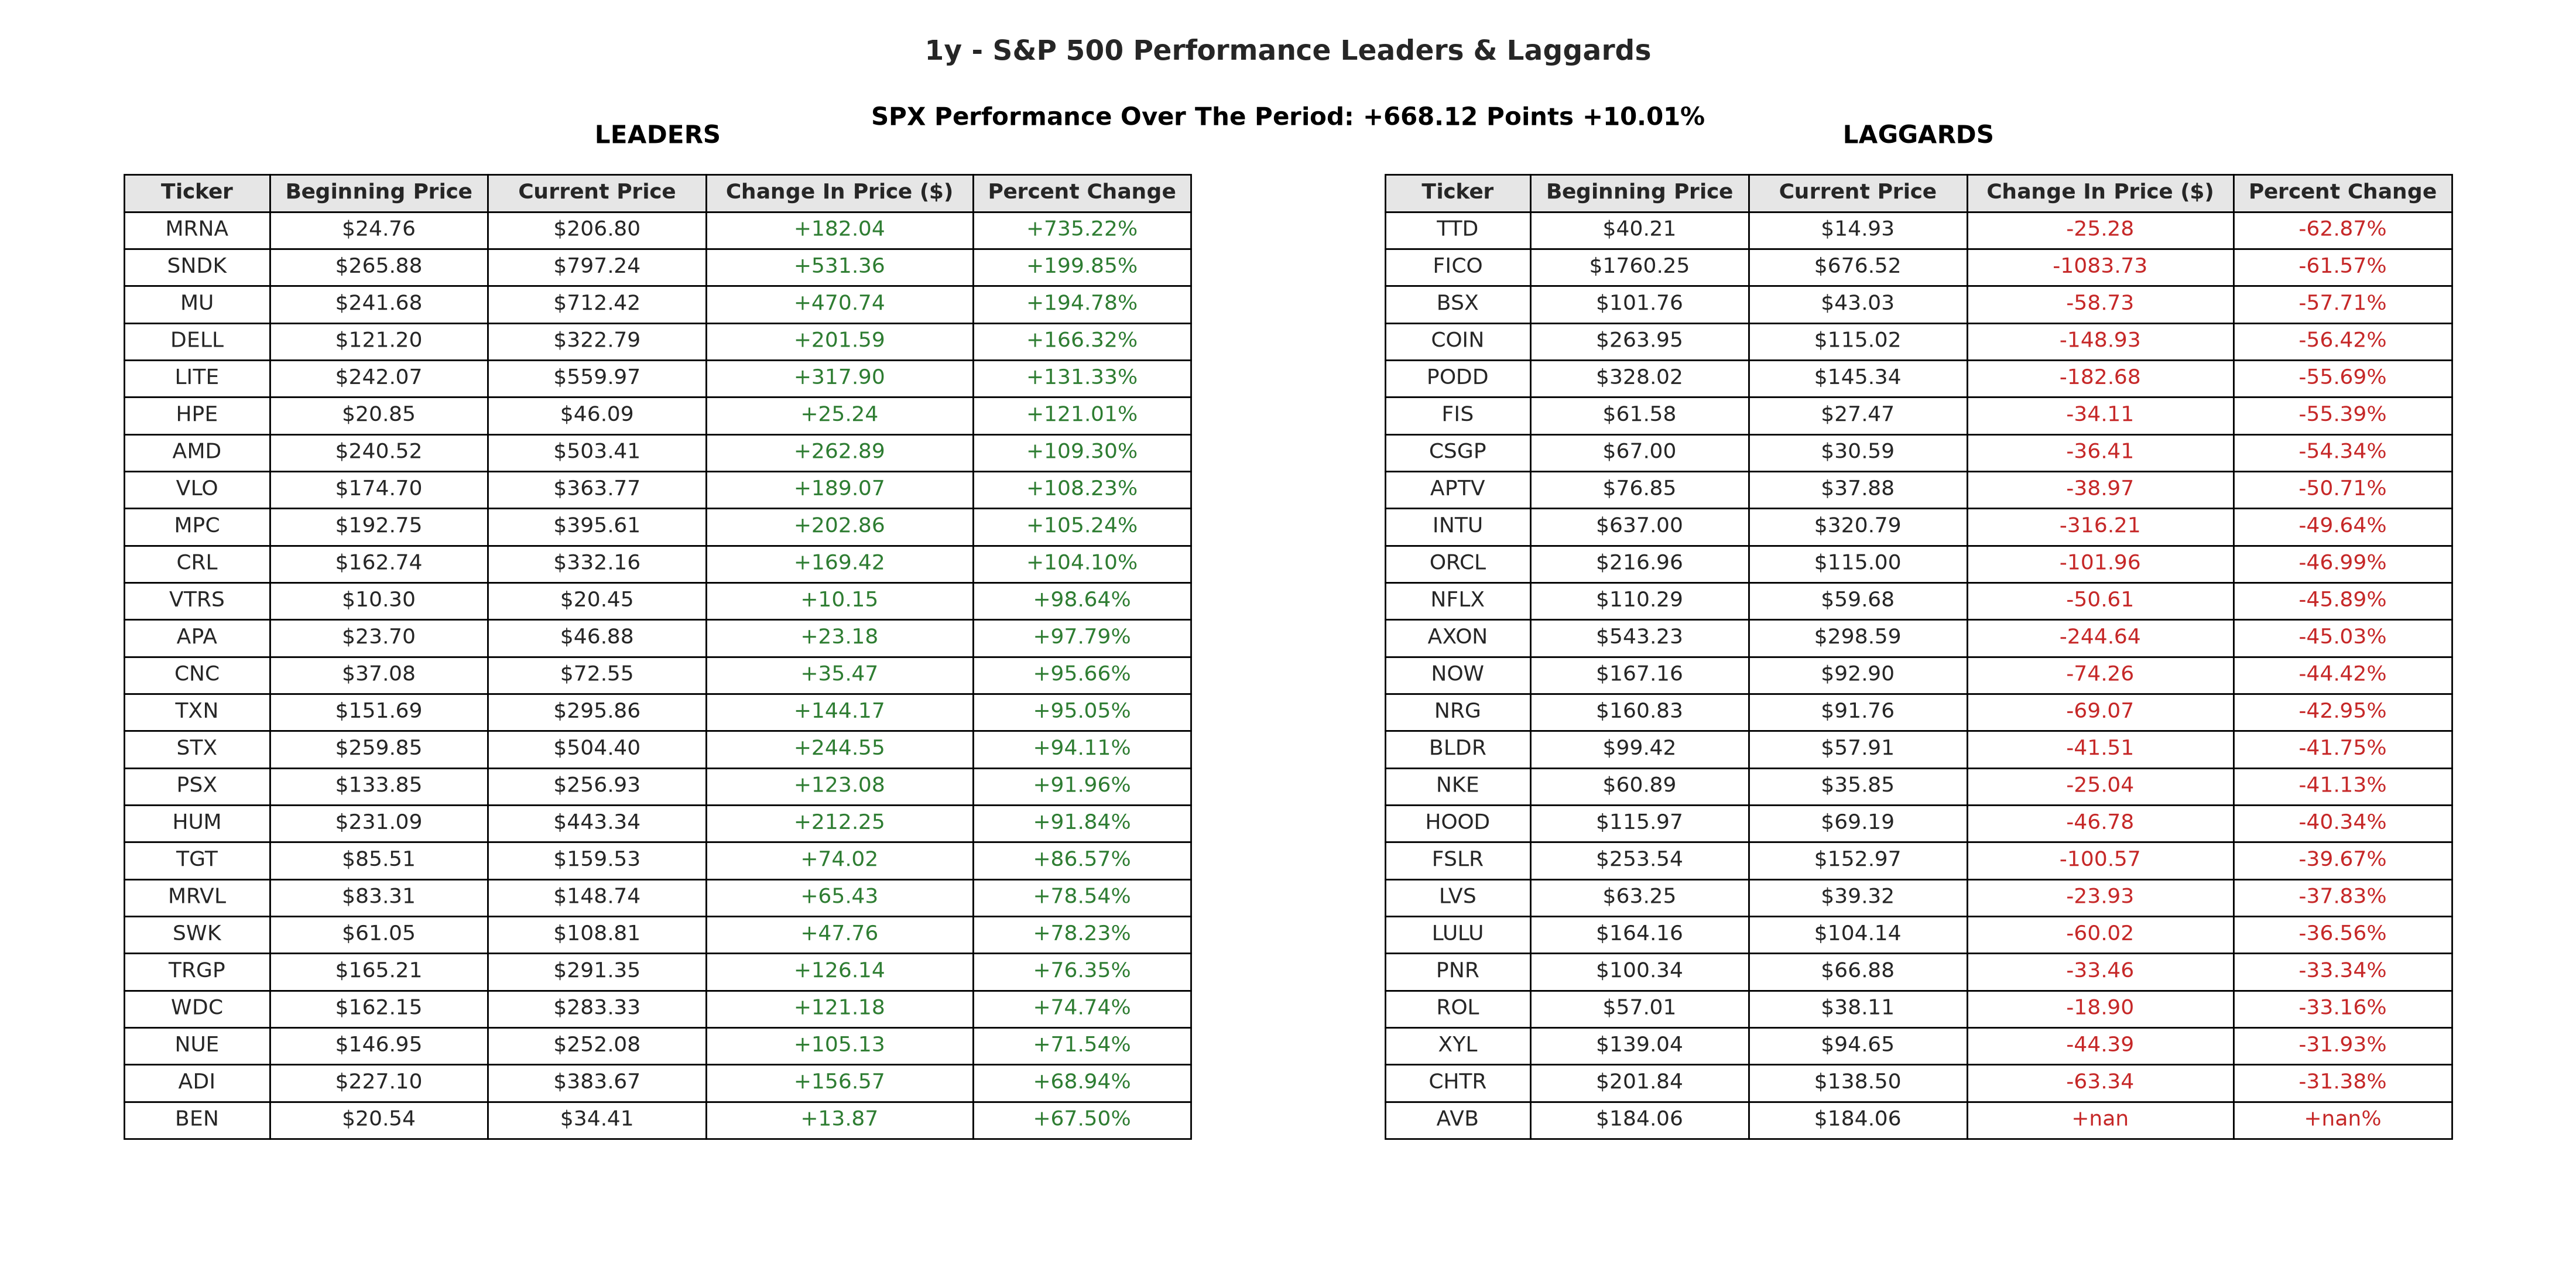 1y - S&P 500 Performance Leaders & Laggards
SPX Performance Over The Period: +668.12 Points +10.01%
LEADERS
Ticker Beginning Price Current Price Change In Price ($) Percent Change
MRNA $24.76 $206.80 +182.04 +735.22%
SNDK $265.88 $797.24 +531.36 +199.85%
MU $241.68 $712.42 +470.74 +194.78%
DELL $121.20 $322.79 +201.59 +166.32%
LITE $242.07 $559.97 +317.90 +131.33%
HPE $20.85 $46.09 +25.24 +121.01%
AMD $240.52 $503.41 +262.89 +109.30%
VLO $174.70 $363.77 +189.07 +108.23%
MPC $192.75 $395.61 +202.86 +105.24%
CRL $162.74 $332.16 +169.42 +104.10%
VTRS $10.30 $20.45 +10.15 +98.64%
APA $23.70 $46.88 +23.18 +97.79%
CNC $37.08 $72.55 +35.47 +95.66%
TXN $151.69 $295.86 +144.17 +95.05%
STX $259.85 $504.40 +244.55 +94.11%
PSX $133.85 $256.93 +123.08 +91.96%
HUM $231.09 $443.34 +212.25 +91.84%
TGT $85.51 $159.53 +74.02 +86.57%
MRVL $83.31 $148.74 +65.43 +78.54%
SWK $61.05 $108.81 +47.76 +78.23%
TRGP $165.21 $291.35 +126.14 +76.35%
WDC $162.15 $283.33 +121.18 +74.74%
NUE $146.95 $252.08 +105.13 +71.54%
ADI $227.10 $383.67 +156.57 +68.94%
BEN $20.54 $34.41 +13.87 +67.50%
LAGGARDS
Ticker Beginning Price Current Price Change In Price ($) Percent Change
TTD $40.21 $14.93 -25.28 -62.87%
FICO $1760.25 $676.52 -1083.73 -61.57%
BSX $101.76 $43.03 -58.73 -57.71%
COIN $263.95 $115.02 -148.93 -56.42%
PODD $328.02 $145.34 -182.68 -55.69%
FIS $61.58 $27.47 -34.11 -55.39%
CSGP $67.00 $30.59 -36.41 -54.34%
APTV $76.85 $37.88 -38.97 -50.71%
INTU $637.00 $320.79 -316.21 -49.64%
ORCL $216.96 $115.00 -101.96 -46.99%
NFLX $110.29 $59.68 -50.61 -45.89%
AXON $543.23 $298.59 -244.64 -45.03%
NOW $167.16 $92.90 -74.26 -44.42%
NRG $160.83 $91.76 -69.07 -42.95%
BLDR $99.42 $57.91 -41.51 -41.75%
NKE $60.89 $35.85 -25.04 -41.13%
HOOD $115.97 $69.19 -46.78 -40.34%
FSLR $253.54 $152.97 -100.57 -39.67%
LVS $63.25 $39.32 -23.93 -37.83%
LULU $164.16 $104.14 -60.02 -36.56%
PNR $100.34 $66.88 -33.46 -33.34%
ROL $57.01 $38.11 -18.90 -33.16%
XYL $139.04 $94.65 -44.39 -31.93%
CHTR $201.84 $138.50 -63.34 -31.38%
AVB $184.06 $184.06 +nan +nan%